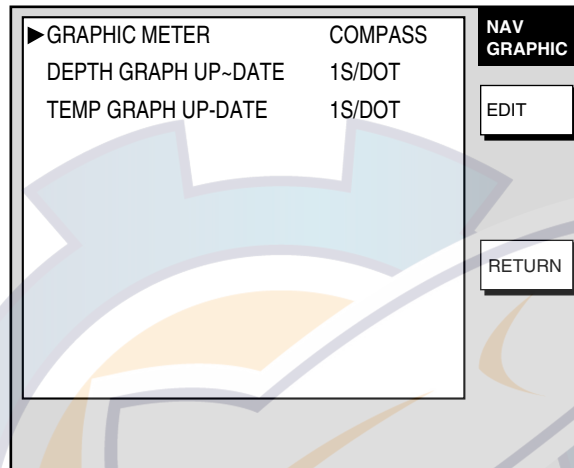 ▶GRAPHIC METER COMPASS
DEPTH GRAPH UP~DATE 1S/DOT
TEMP GRAPH UP-DATE 1S/DOT
NAV
GRAPHIC
EDIT
RETURN